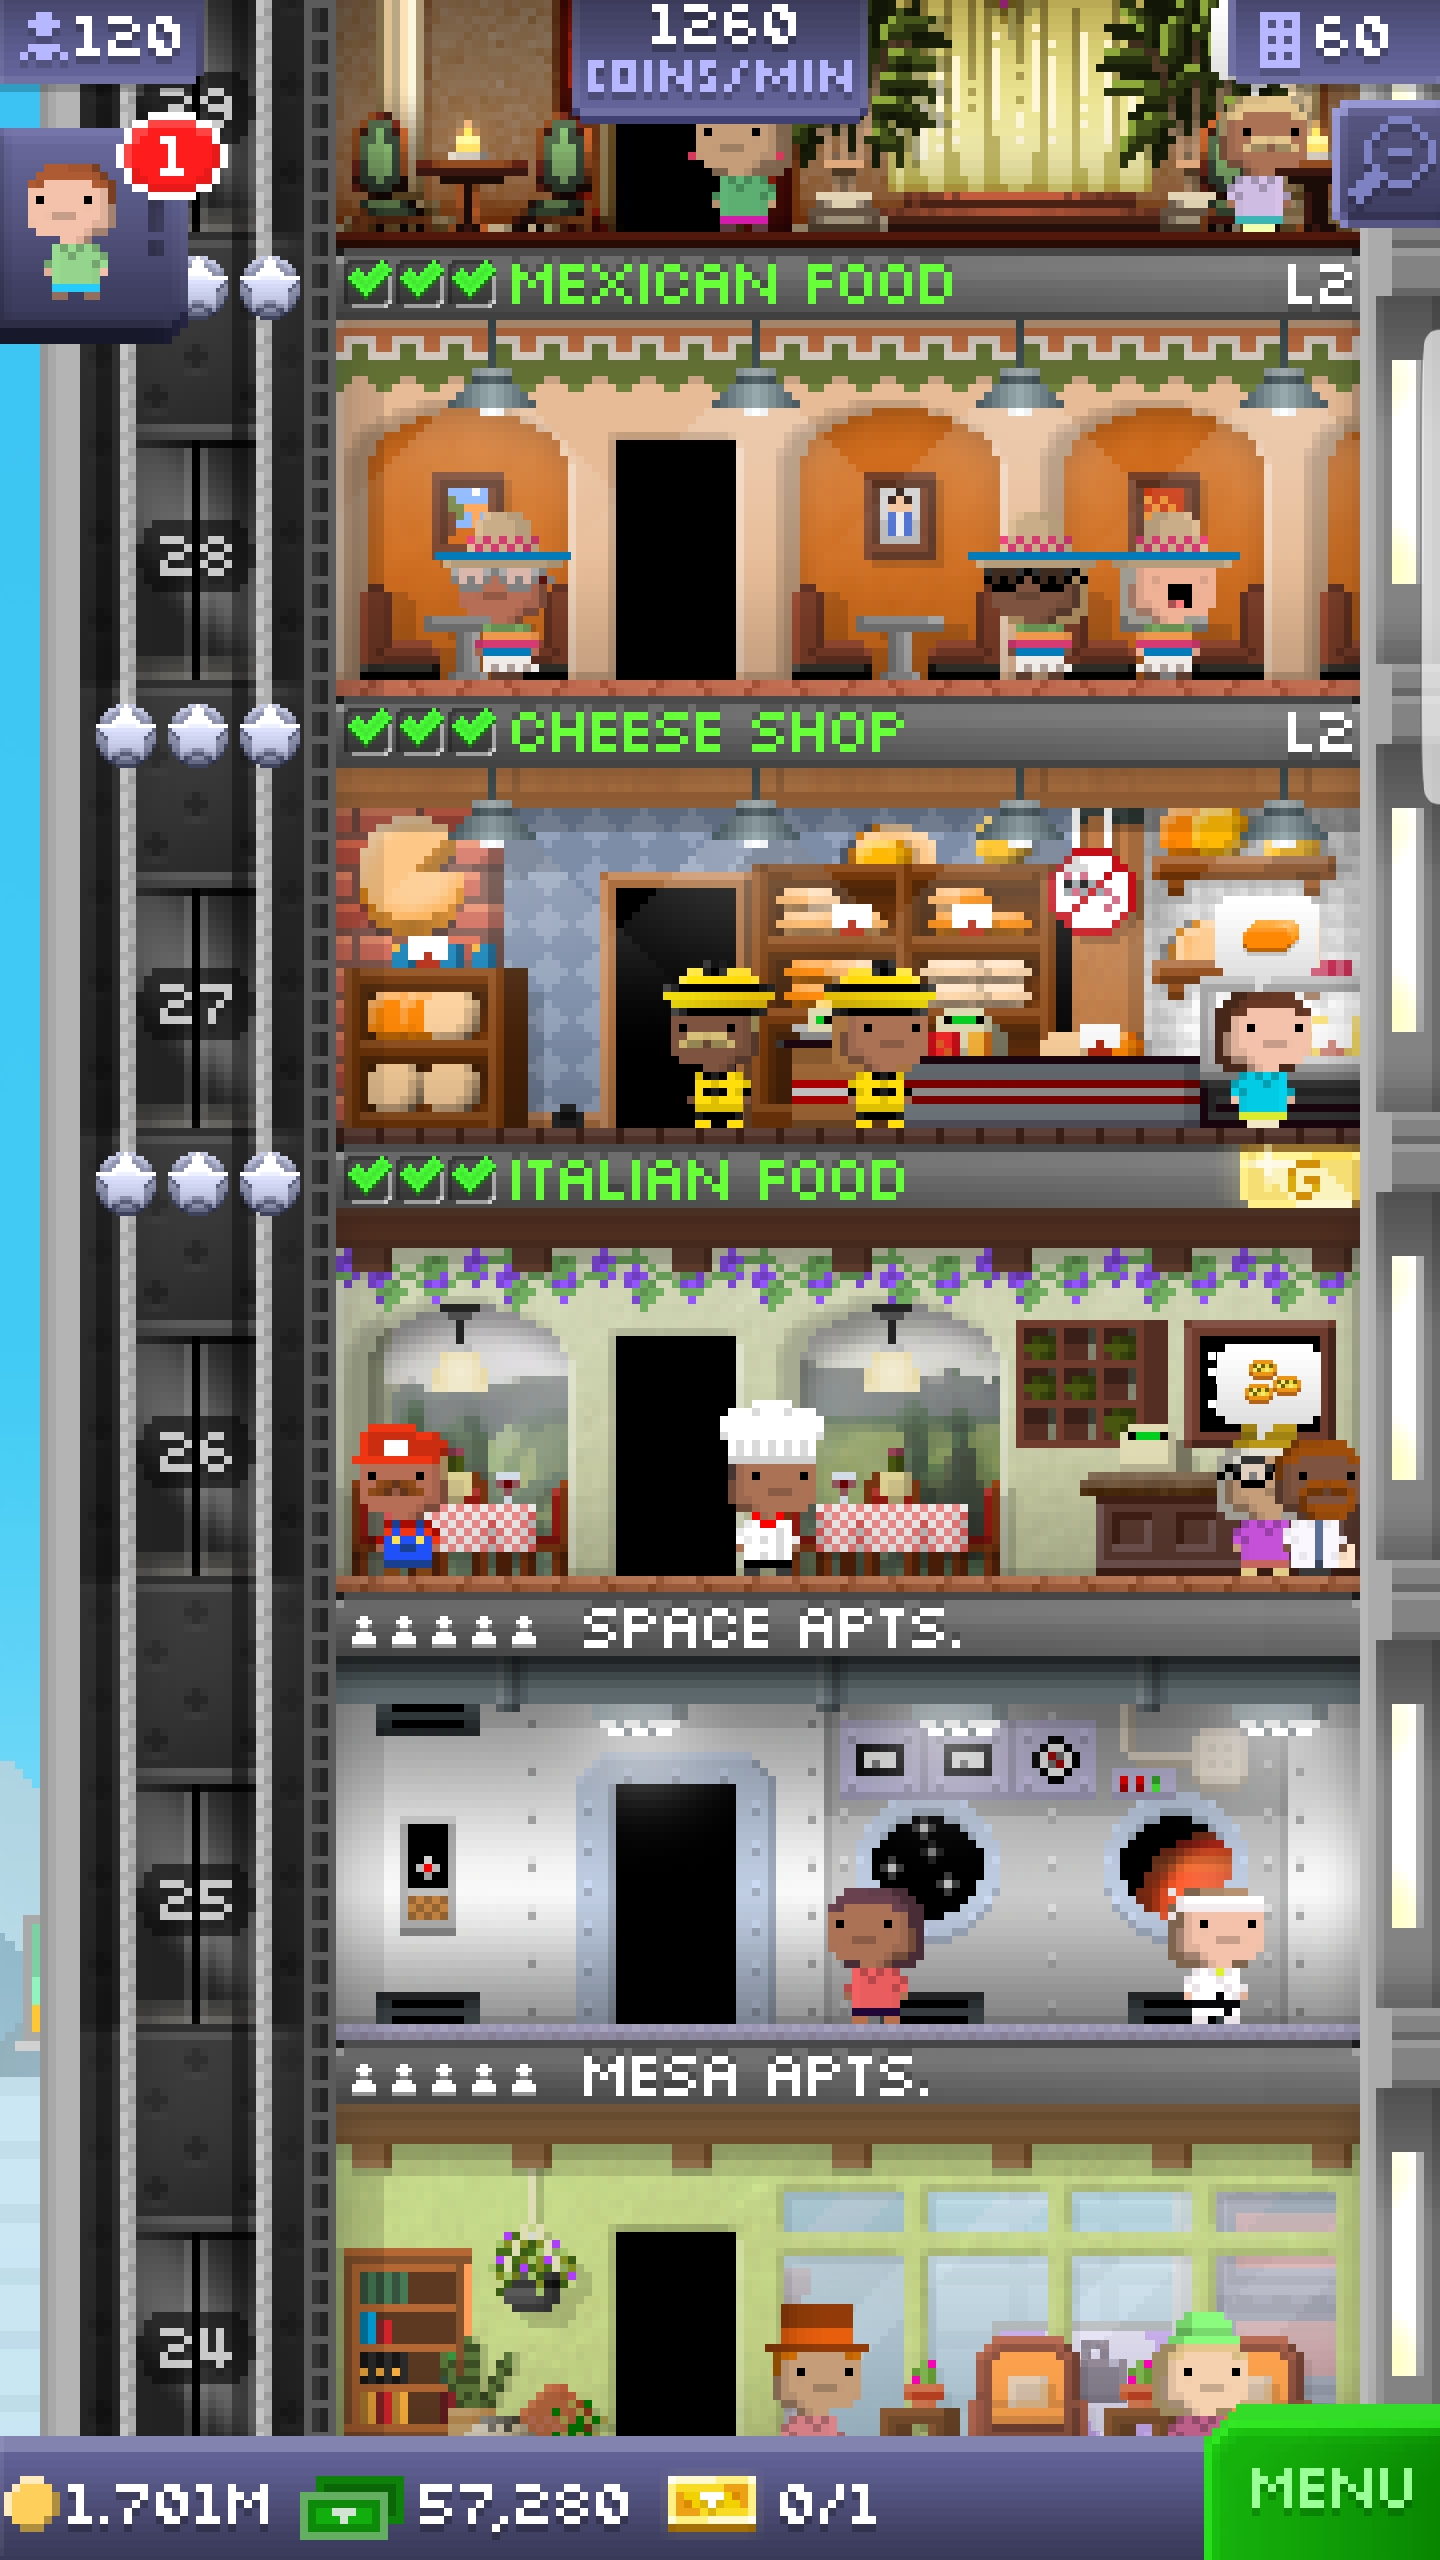 120
1260
COINS/MIN
60
29
1
MEXICAN FOOD L2
28
CHEESE SHOP L2
27
ITALIAN FOOD G
26
SPACE APTS.
25
MESA APTS.
24
1.701M 57,280 0/1
MENU